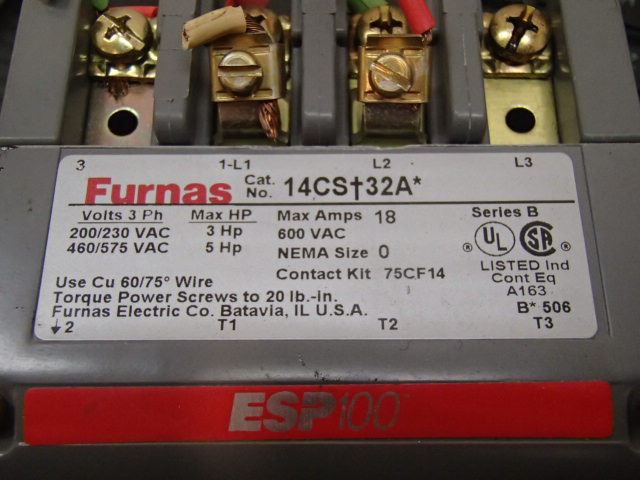 3 1-L1 L2 L3
Furnas Cat. No. 14CS†32A*
Volts 3 Ph Max HP Max Amps 18 Series B
200/230 VAC 3 Hp 600 VAC
460/575 VAC 5 Hp NEMA Size 0
® UL ® SA ®
Contact Kit 75CF14
LISTED Ind
Cont Eq
A163
Use Cu 60/75° Wire
Torque Power Screws to 20 lb.-in.
Furnas Electric Co. Batavia, IL U.S.A. B* 506
↓2 T1 T2 T3
ESP100